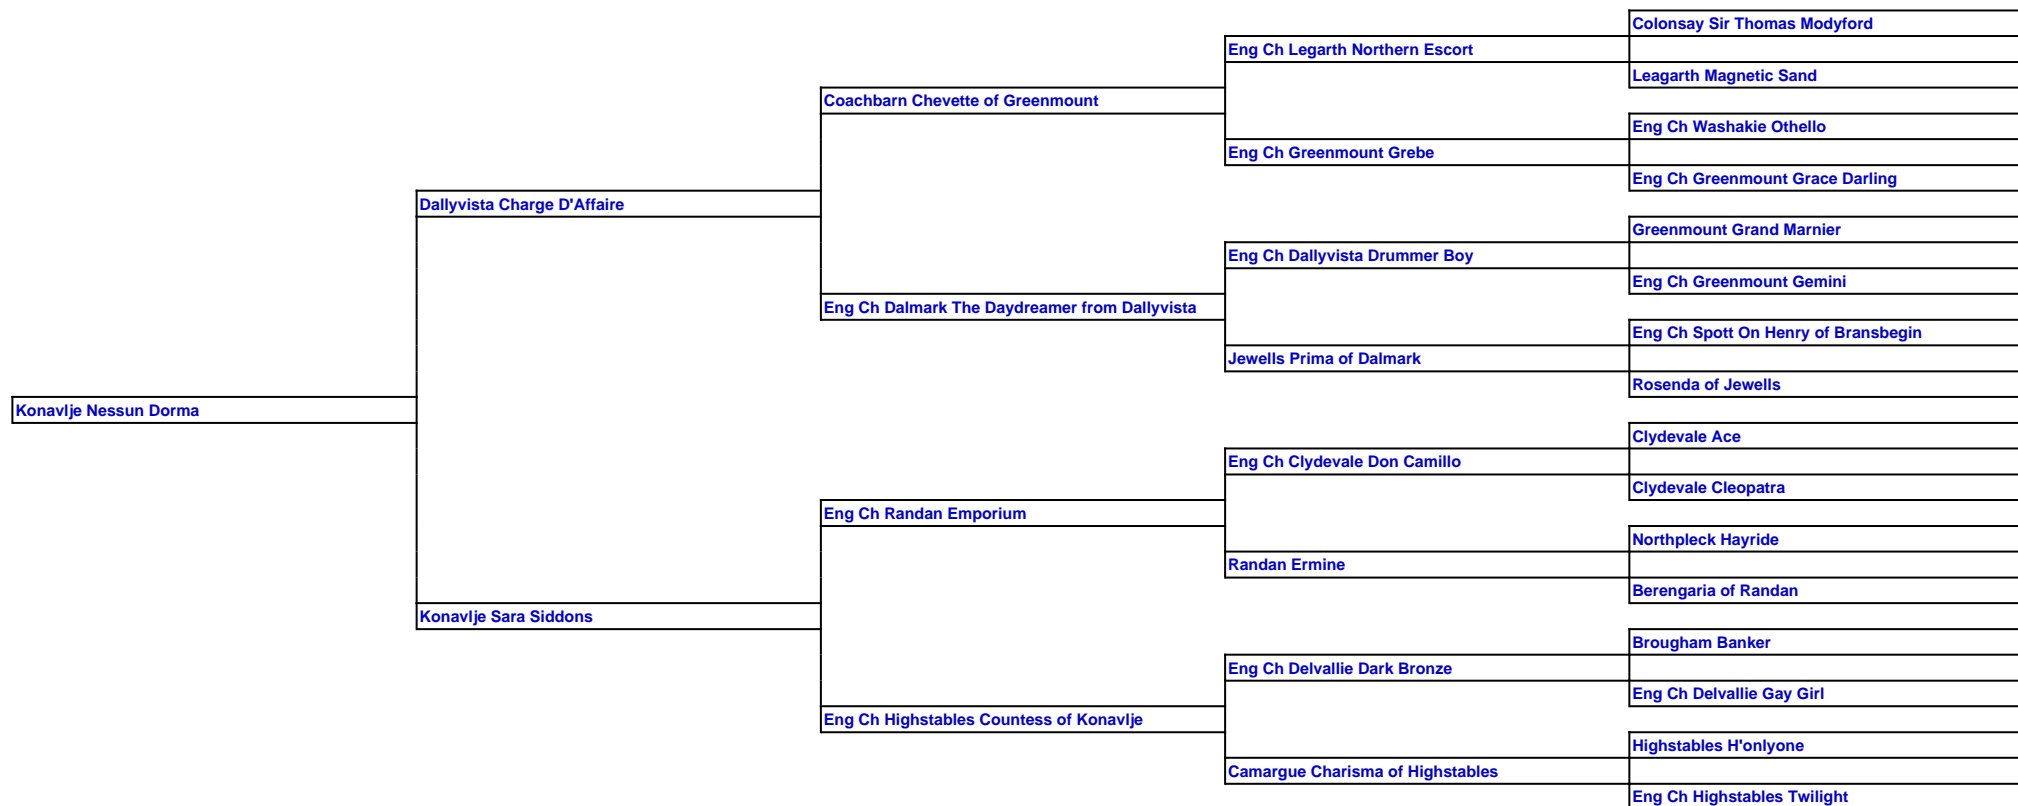 Colonsay Sir Thomas Modyford
Eng Ch Legarth Northern Escort
Leagarth Magnetic Sand
Coachbarn Chevette of Greenmount
Eng Ch Washakie Othello
Eng Ch Greenmount Grebe
Eng Ch Greenmount Grace Darling
Dallyvista Charge D'Affaire
Greenmount Grand Marnier
Eng Ch Dallyvista Drummer Boy
Eng Ch Greenmount Gemini
Eng Ch Dalmark The Daydreamer from Dallyvista
Eng Ch Spott On Henry of Bransbegin
Jewells Prima of Dalmark
Rosenda of Jewells
Konavlje Nessun Dorma
Clydevale Ace
Eng Ch Clydevale Don Camillo
Clydevale Cleopatra
Eng Ch Randan Emporium
Northpleck Hayride
Randan Ermine
Berengaria of Randan
Konavlje Sara Siddons
Brougham Banker
Eng Ch Delvallie Dark Bronze
Eng Ch Delvallie Gay Girl
Eng Ch Highstables Countess of Konavlje
Highstables H'onlyone
Camargue Charisma of Highstables
Eng Ch Highstables Twilight